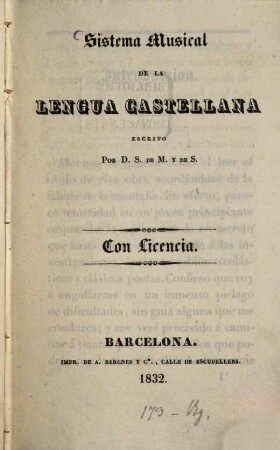 Sistema Musical
DE LA
LENGUA CASTELLANA
ESCRITO
POR D. S. DE M. Y DE S.
Con Licencia.
BARCELONA.
IMPR. DE A. BERGNES Y Cª., CALLE DE ESCUDELLERS.
1832.